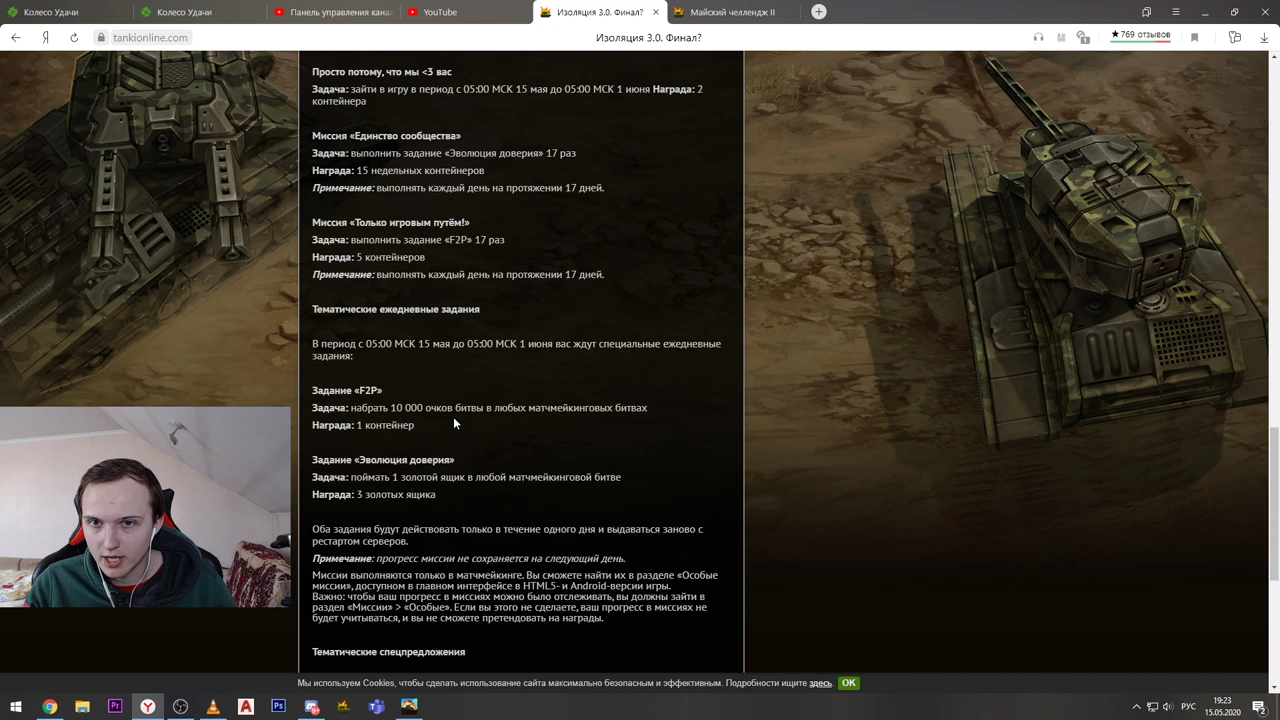 Колесо Удачи
Колесо Удачи
Панель управления канал
YouTube
Изоляция 3.0. Финал?
Майский челлендж II
tankionline.com
Изоляция 3.0. Финал?
★ 769 отзывов
Просто потому, что мы <3 вас
Задача: зайти в игру в период с 05:00 МСК 15 мая до 05:00 МСК 1 июня Награда: 2
контейнера
Миссия «Единство сообщества»
Задача: выполнить задание «Эволюция доверия» 17 раз
Награда: 15 недельных контейнеров
Примечание: выполнять каждый день на протяжении 17 дней.
Миссия «Только игровым путём!»
Задача: выполнить задание «F2P» 17 раз
Награда: 5 контейнеров
Примечание: выполнять каждый день на протяжении 17 дней.
Тематические ежедневные задания
В период с 05:00 МСК 15 мая до 05:00 МСК 1 июня вас ждут специальные ежедневные
задания:
Задание «F2P»
Задача: набрать 10 000 очков битвы в любых матчмейкинговых битвах
Награда: 1 контейнер
Задание «Эволюция доверия»
Задача: поймать 1 золотой ящик в любой матчмейкинговой битве
Награда: 3 золотых ящика
Оба задания будут действовать только в течение одного дня и выдаваться заново с
рестартом серверов.
Примечание: прогресс миссии не сохраняется на следующий день.
Миссии выполняются только в матчмейкинге. Вы сможете найти их в разделе «Особые
миссии», доступном в главном интерфейсе в HTML5- и Android-версии игры.
Важно: чтобы ваш прогресс в миссиях можно было отслеживать, вы должны зайти в
раздел «Миссии» > «Особые». Если вы этого не сделаете, ваш прогресс в миссиях не
будет учитываться, и вы не сможете претендовать на награды.
Тематические спецпредложения
Мы используем Cookies, чтобы сделать использование сайта максимально безопасным и эффективным. Подробности ищите здесь OK
РУС
19:23
15.05.2020